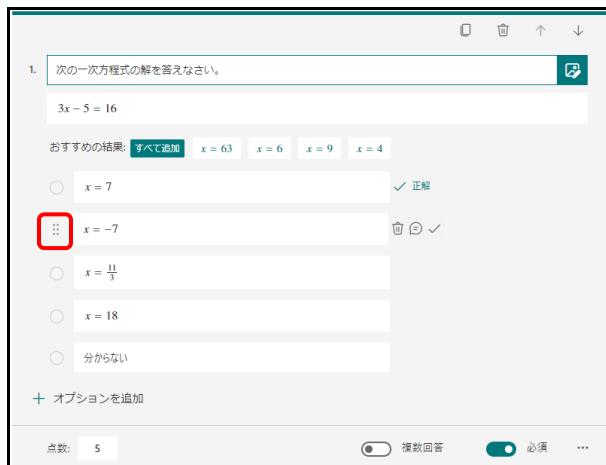 1. 次の一次方程式の解を答えなさい。
3x − 5 = 16
おすすめの結果: すべて追加 x = 63 x = 6 x = 9 x = 4
x = 7 正解
x = −7
x = 11/3
x = 18
分からない
+ オプションを追加
点数: 5 複数回答 必須 ...